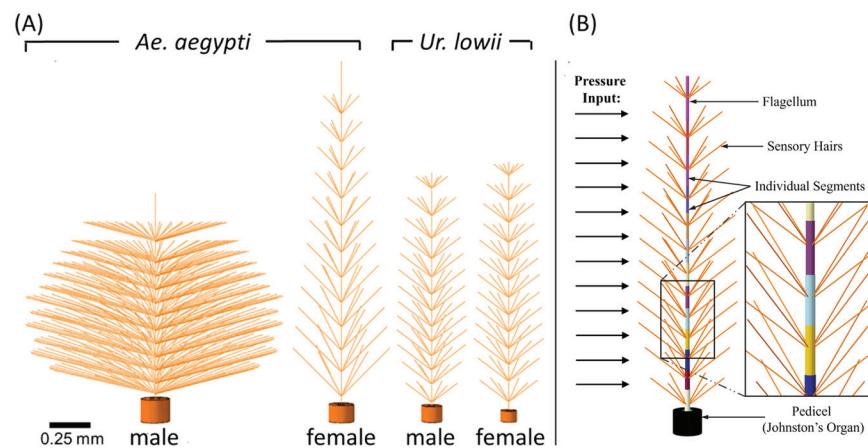 (A)
Ae. aegypti
Ur. lowii
0.25 mm
male
female
male
female
(B)
Pressure
Input:
Flagellum
Sensory Hairs
Individual Segments
Pedicel
(Johnston's Organ)